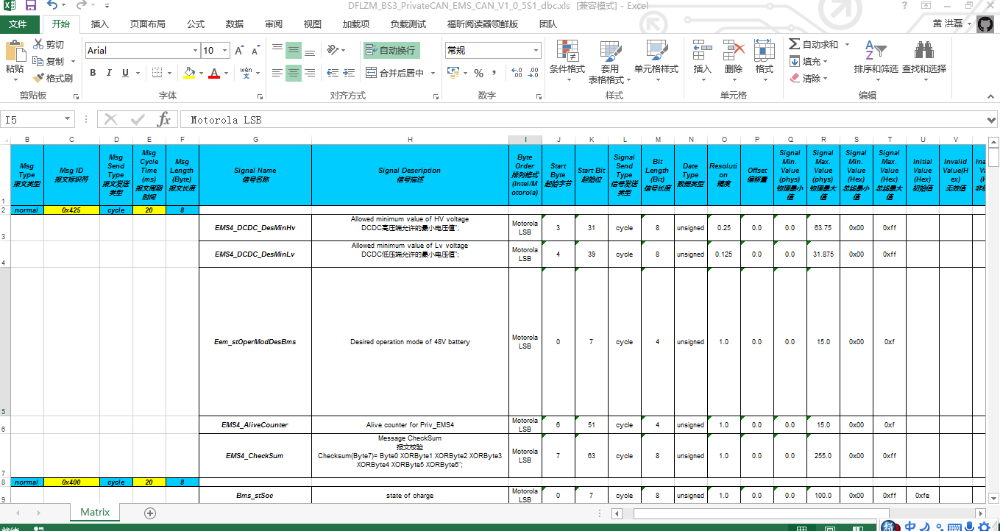 DFLZM_BS3_PrivateCAN_EMS_CAN_V1_0_5S1_dbc.xls [兼容模式] - Excel
文件 开始 插入 页面布局 公式 数据 审阅 视图 加载项 负载测试 福昕阅读器领鲜版 团队 黄 洪磊
粘贴 剪切 复制 格式刷 剪贴板
Arial 10 B I U A wén 字体
自动换行 合并后居中 对齐方式
常规 % 数字
条件格式 套用表格格式 单元格样式 样式
插入 删除 格式 单元格
自动求和 填充 清除 排序和筛选 查找和选择 编辑
I5 fx Motorola LSB
B C D E F G H I J K L M N O P Q R S T U V
1 Msg Type 报文类型 Msg ID 报文标识符 Msg Send Type 报文发送类型 Msg Cycle Time (ms) 报文周期时间 Msg Length (Byte) 报文长度 Signal Name 信号名称 Signal Description 信号描述 Byte Order 排列格式 (Intel/Motorola) Start Byte 起始字节 Start Bit 起始位 Signal Send Type 信号发送类型 Bit Length (Bit) 信号长度 Date Type 数据类型 Resolution 精度 Offset 偏移量 Signal Min. Value (phys) 物理最小值 Signal Max. Value (phys) 物理最大值 Signal Min. Value (Hex) 总线最小值 Signal Max. Value (Hex) 总线最大值 Initial Value (Hex) 初始值 Invalid Value(Hex) 无效值
2 normal 0x425 cycle 20 8
3 EMS4_DCDC_DesMinHv Allowed minimum value of HV voltage DCDC高压端允许的最小电压值"; Motorola LSB 3 31 cycle 8 unsigned 0.25 0.0 0.0 63.75 0x00 0xff
4 EMS4_DCDC_DesMinLv Allowed minimum value of Lv voltage DCDC低压端允许的最小电压值"; Motorola LSB 4 39 cycle 8 unsigned 0.125 0.0 0.0 31.875 0x00 0xff
5 Eem_stOperModDesBms Desired operation mode of 48V battery Motorola LSB 0 7 cycle 4 unsigned 1.0 0.0 0.0 15.0 0x00 0xf
6 EMS4_AliveCounter Alive counter for Priv_EMS4 Motorola LSB 6 51 cycle 4 unsigned 1.0 0.0 0.0 15.0 0x00 0xf
7 EMS4_CheckSum Message CheckSum 报文校验 Checksum(Byte7)= Byte0 XORByte1 XORByte2 XORByte3 XORByte4 XORByte5 XORByte6"; Motorola LSB 7 63 cycle 8 unsigned 1.0 0.0 0.0 255.0 0x00 0xff
8 normal 0x400 cycle 20 8
9 Bms_stSoc state of charge Motorola LSB 0 7 cycle 8 unsigned 1.0 0.0 0.0 100.0 0x00 0xff 0xfe
Matrix
中